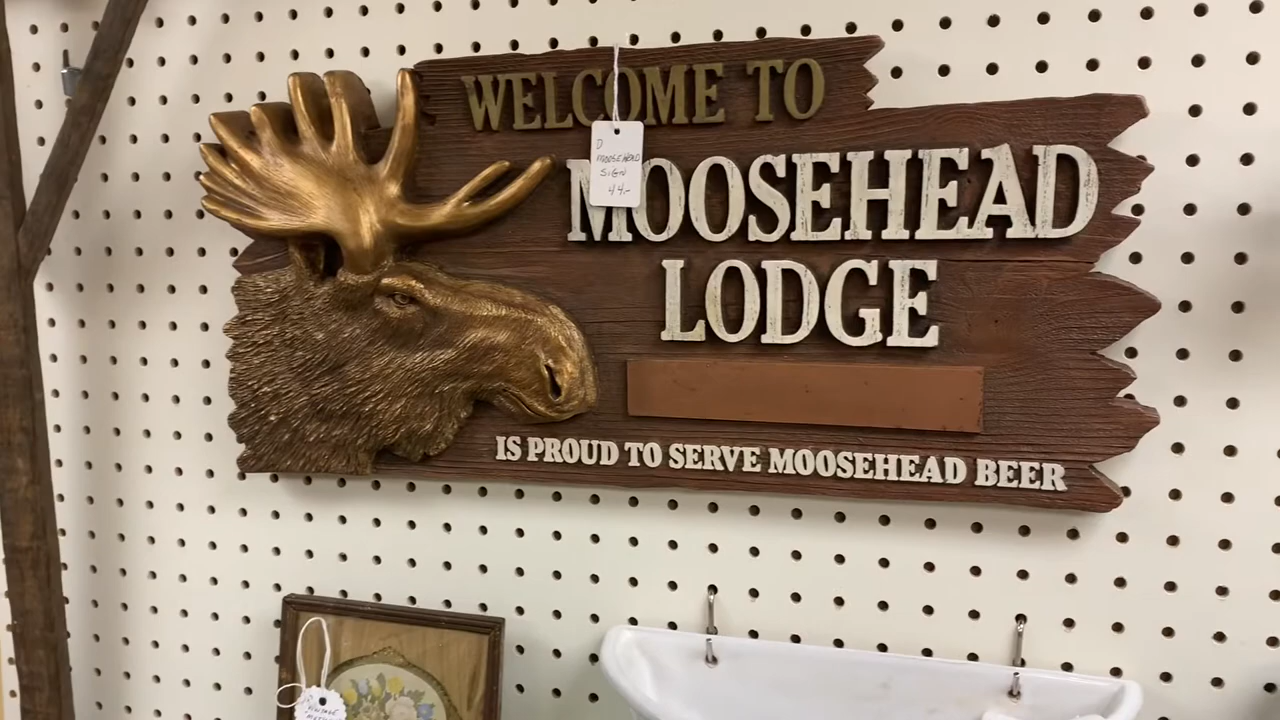 WELCOME TO
MOOSEHEAD
LODGE
IS PROUD TO SERVE MOOSEHEAD BEER
D
MOOSEHEAD
SIGN
44-